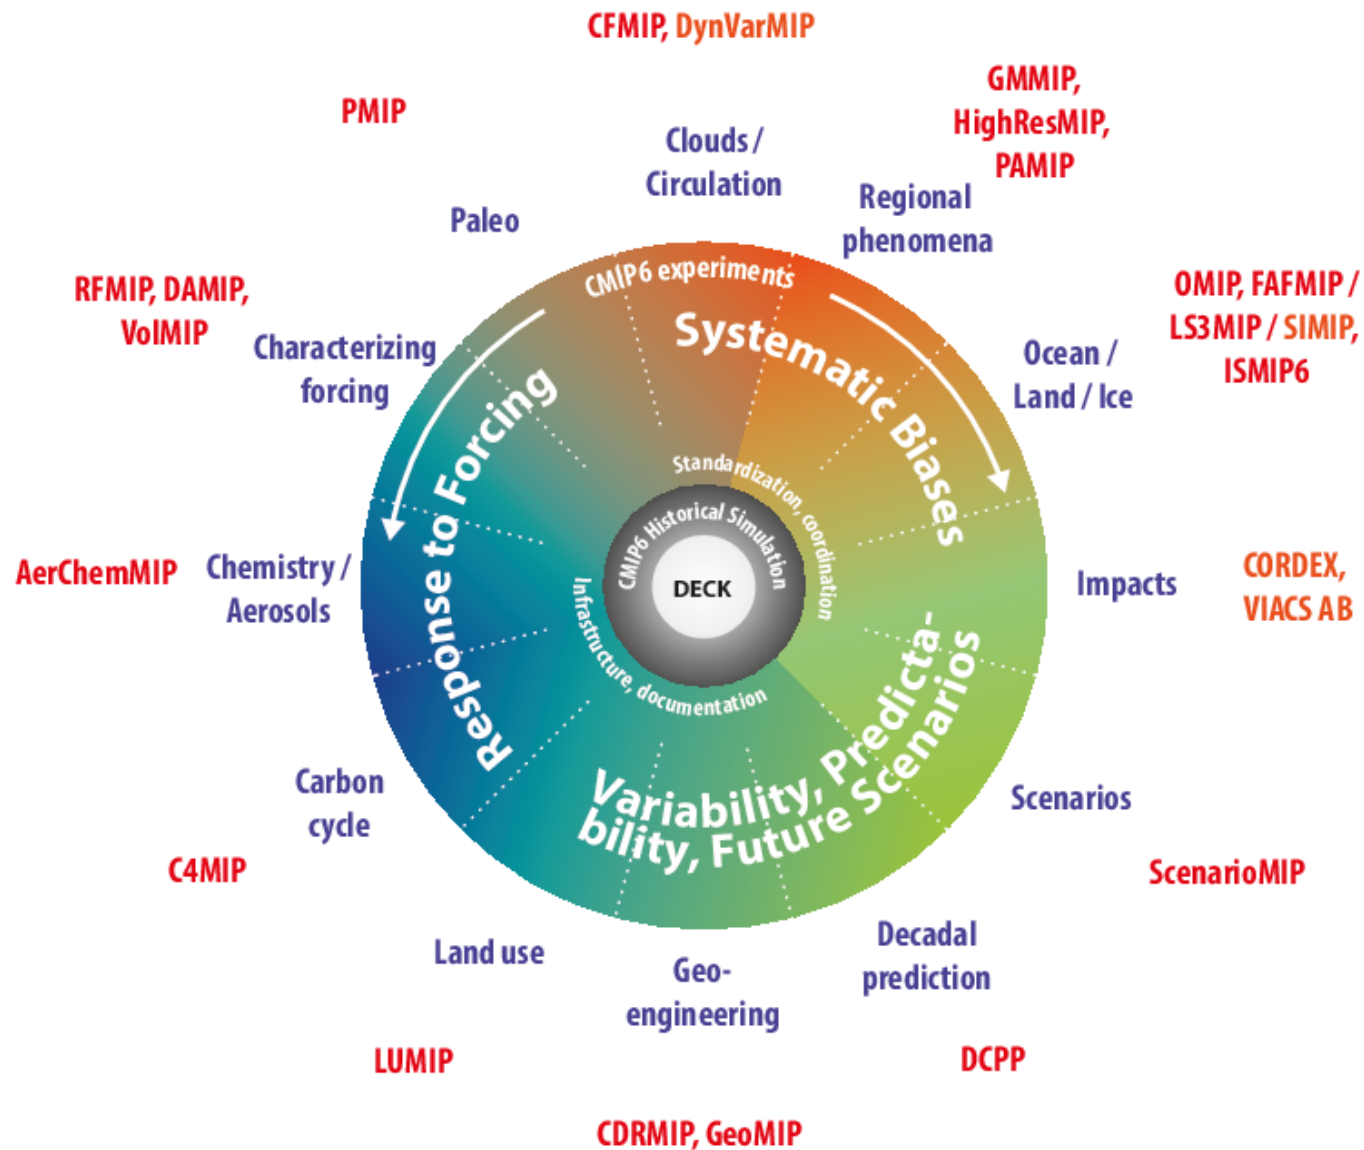 CFMIP, DynVarMIP
GMMIP,
HighResMIP,
PAMIP
PMIP
Clouds /
Circulation
Regional
phenomena
Paleo
RFMIP, DAMIP,
VolMIP
Characterizing
forcing
OMIP, FAFMIP /
LS3MIP / SIMIP,
ISMIP6
Ocean /
Land / Ice
CMIP6 experiments
Systematic Biases
Response to Forcing
Standardization, coordination
CMIP6 Historical Simulation
DECK
Infrastructure, documentation
AerChemMIP
Chemistry /
Aerosols
Impacts
CORDEX,
VIACS AB
Variability, Predicta-
bility, Future Scenarios
Carbon
cycle
Scenarios
C4MIP
ScenarioMIP
Land use
Geo-
engineering
Decadal
prediction
LUMIP
DCPP
CDRMIP, GeoMIP